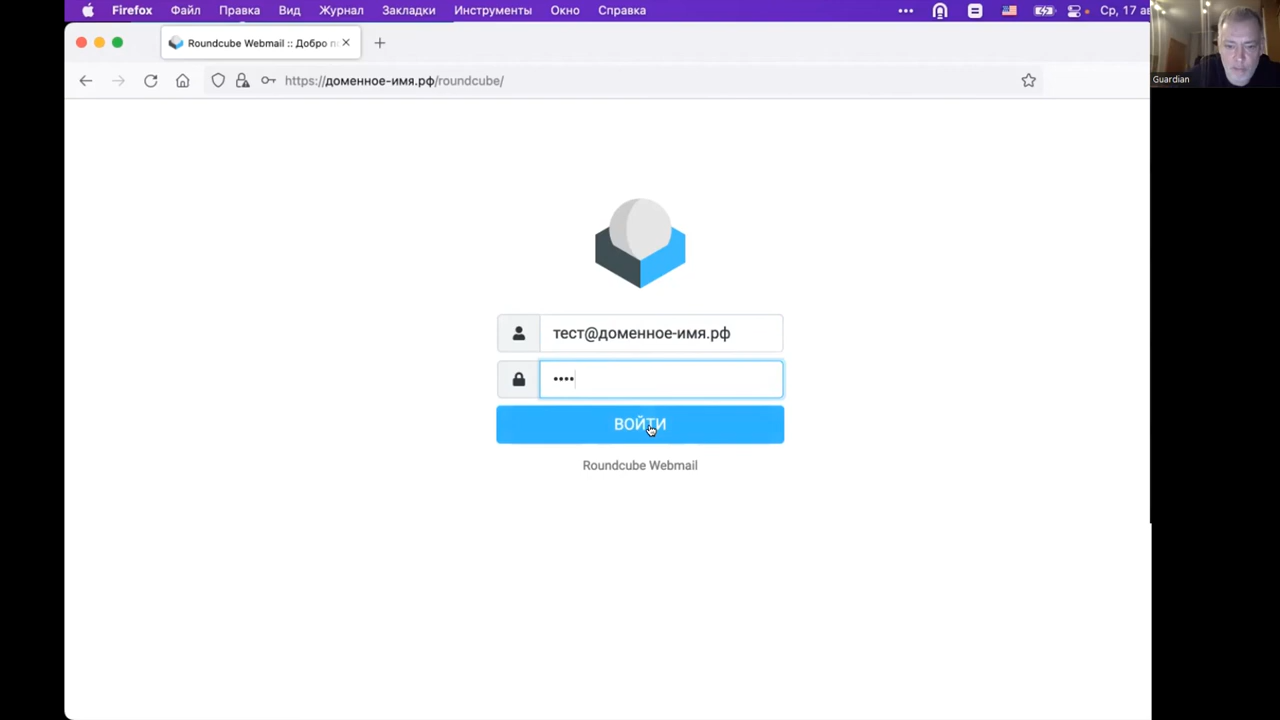 Firefox Файл Правка Вид Журнал Закладки Инструменты Окно Справка Ср, 17 ав
Guardian
Roundcube Webmail :: Добро п
https://доменное-имя.рф/roundcube/
тест@доменное-имя.рф
••••
ВОЙТИ
Roundcube Webmail